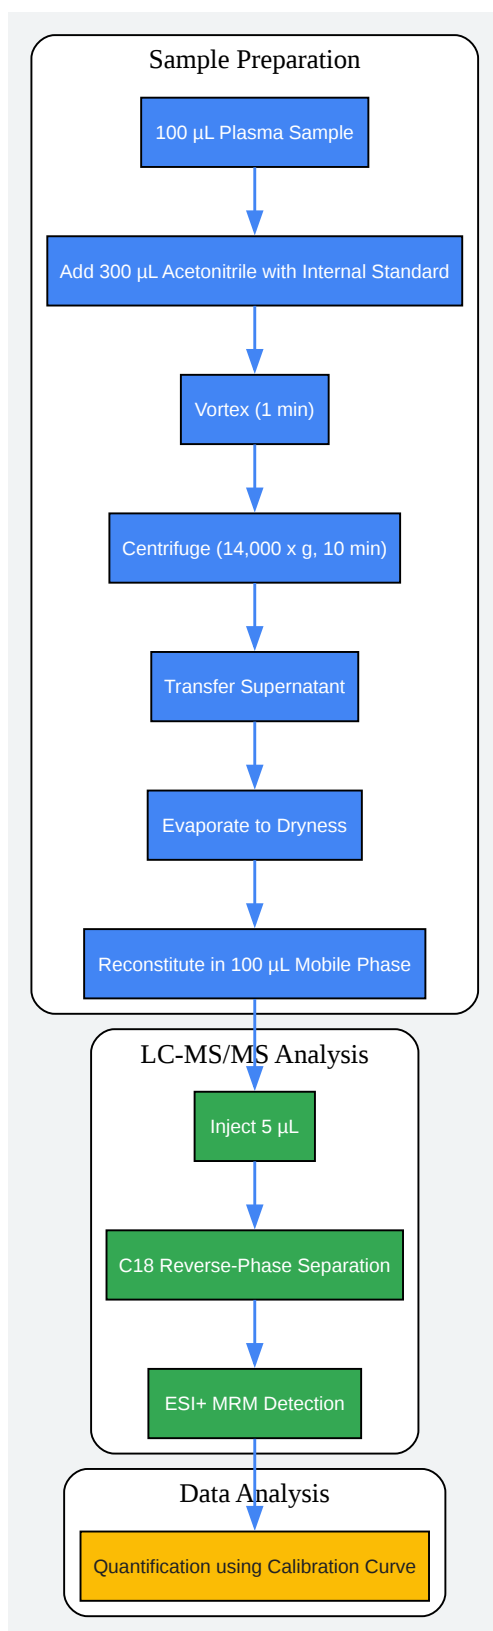 Sample Preparation
100 µL Plasma Sample
Add 300 µL Acetonitrile with Internal Standard
Vortex (1 min)
Centrifuge (14,000 x g, 10 min)
Transfer Supernatant
Evaporate to Dryness
Reconstitute in 100 µL Mobile Phase
LC-MS/MS Analysis
Inject 5 µL
C18 Reverse-Phase Separation
ESI+ MRM Detection
Data Analysis
Quantification using Calibration Curve